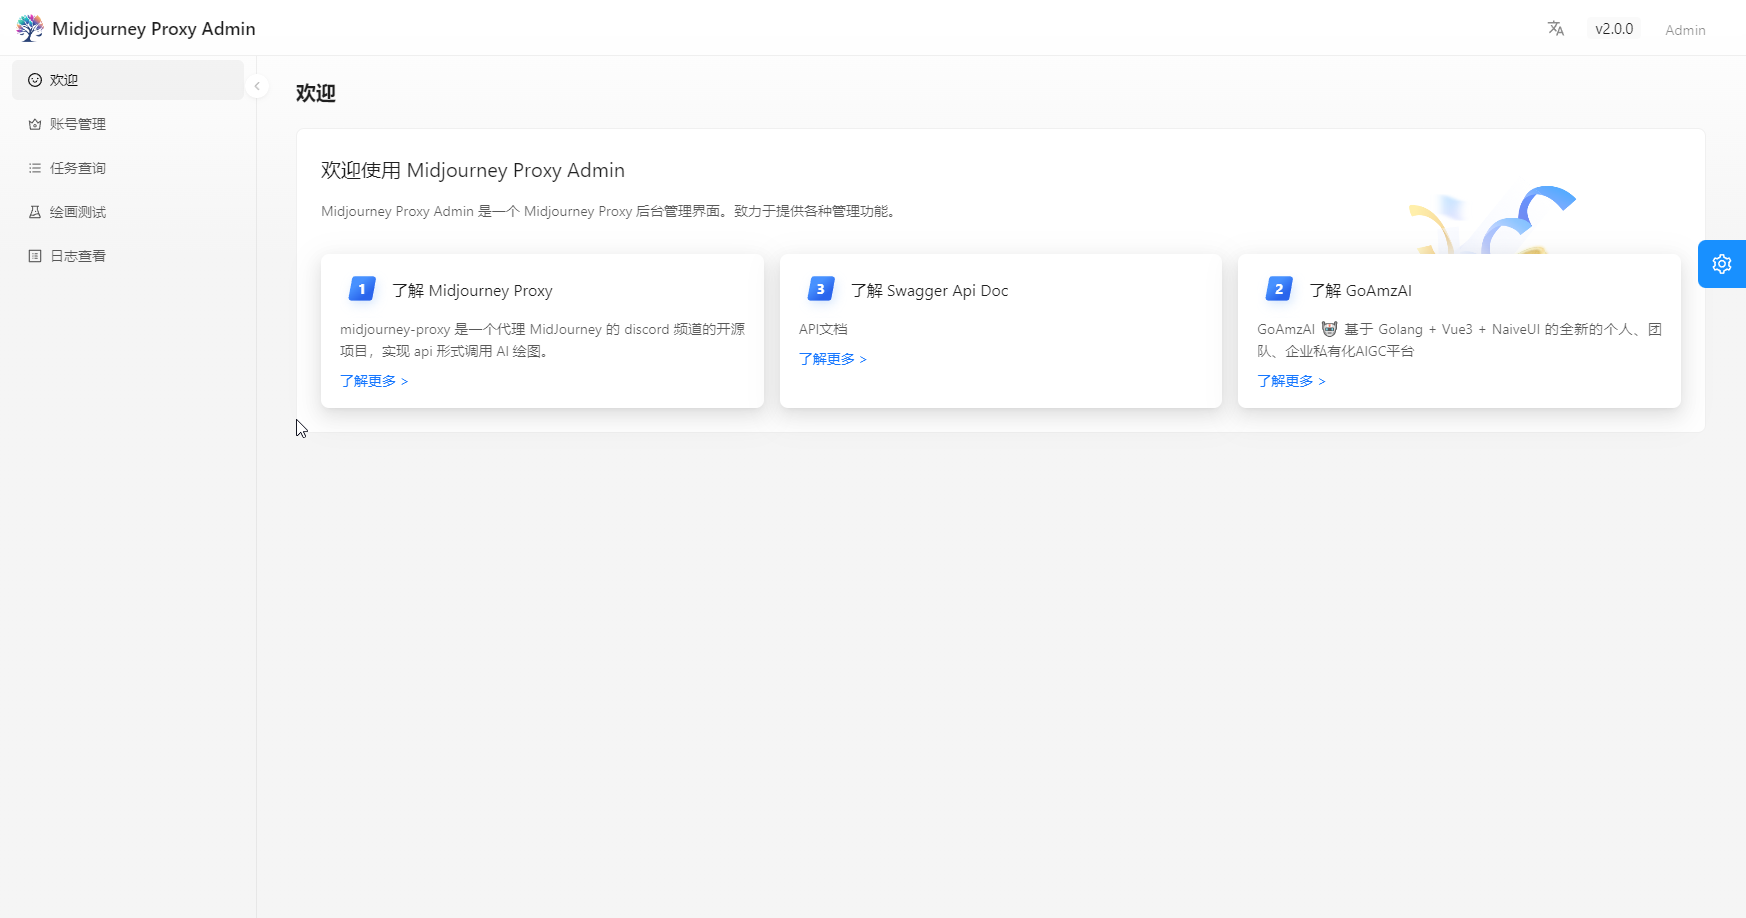 Midjourney Proxy Admin
v2.0.0
Admin
欢迎
账号管理
任务查询
绘画测试
日志查看
欢迎
欢迎使用 Midjourney Proxy Admin
Midjourney Proxy Admin 是一个 Midjourney Proxy 后台管理界面。致力于提供各种管理功能。
1
了解 Midjourney Proxy
midjourney-proxy 是一个代理 MidJourney 的 discord 频道的开源
项目，实现 api 形式调用 AI 绘图。
了解更多 >
3
了解 Swagger Api Doc
API文档
了解更多 >
2
了解 GoAmzAI
GoAmzAI 基于 Golang + Vue3 + NaiveUI 的全新的个人、团
队、企业私有化AIGC平台
了解更多 >